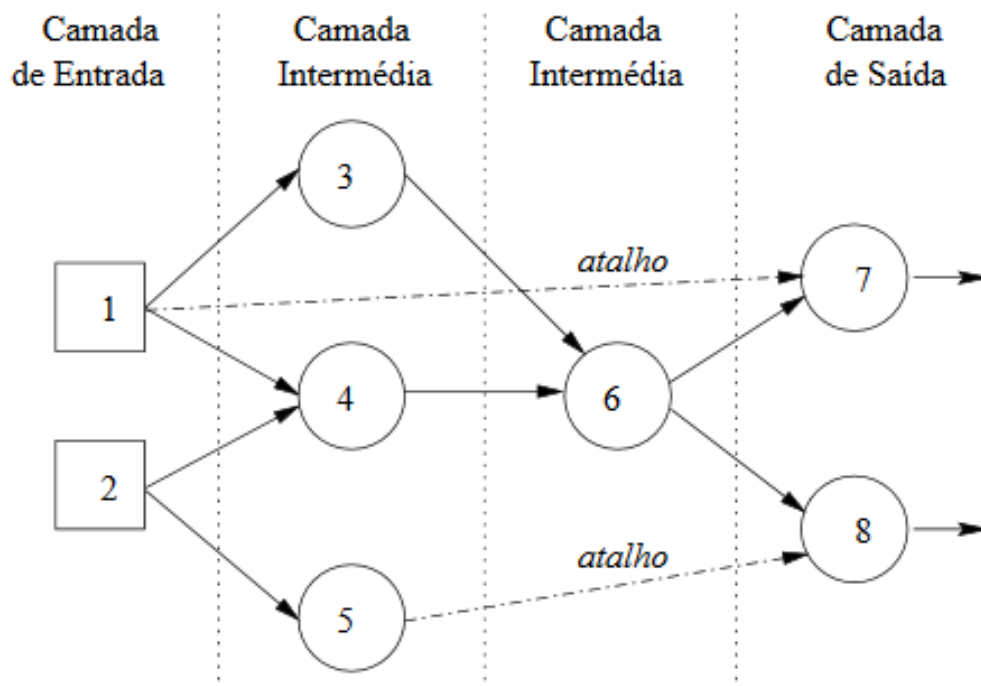 Camada
de Entrada
Camada
Intermédia
Camada
Intermédia
Camada
de Saída
3
atalho
7
1
4
6
2
atalho
8
5